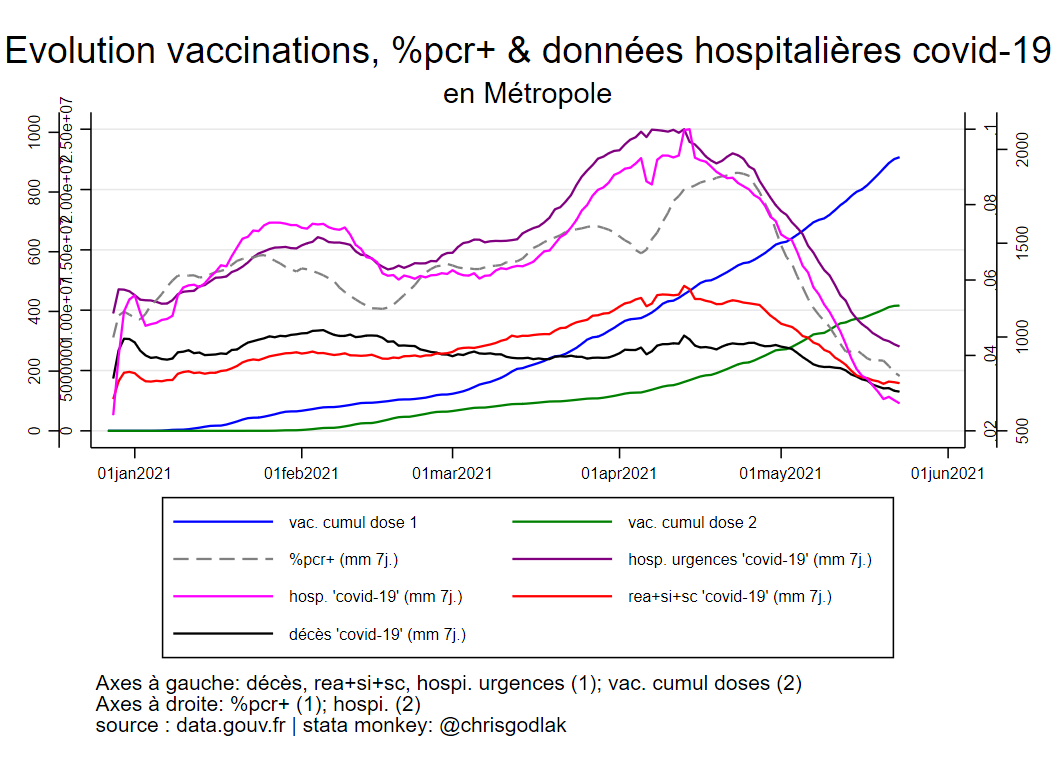 Evolution vaccinations, %pcr+ & données hospitalières covid-19
en Métropole
0 200 400 600 800 1000
0 5000000 1.00e+07 1.50e+07 2.00e+07 2.50e+07
.02 .04 .06 .08 .1
500 1000 1500 2000
01jan2021 01feb2021 01mar2021 01apr2021 01may2021 01jun2021
vac. cumul dose 1 vac. cumul dose 2
%pcr+ (mm 7j.) hosp. urgences 'covid-19' (mm 7j.)
hosp. 'covid-19' (mm 7j.) rea+si+sc 'covid-19' (mm 7j.)
décès 'covid-19' (mm 7j.)
Axes à gauche: décès, rea+si+sc, hospi. urgences (1); vac. cumul doses (2)
Axes à droite: %pcr+ (1); hospi. (2)
source : data.gouv.fr | stata monkey: @chrisgodlak